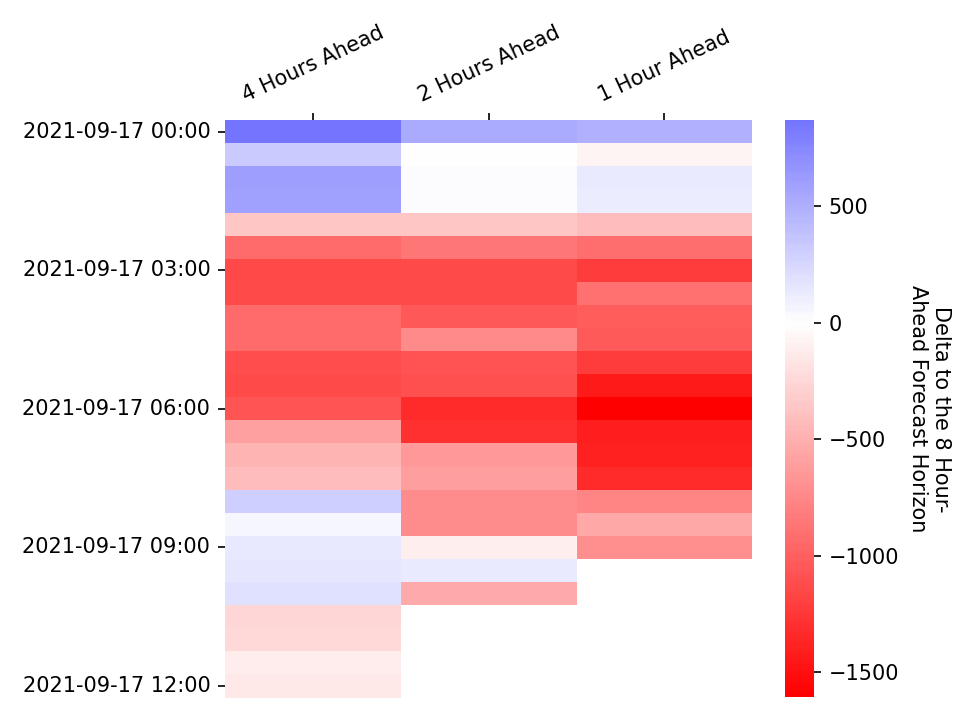 4 Hours Ahead
2 Hours Ahead
1 Hour Ahead
2021-09-17 00:00
2021-09-17 03:00
2021-09-17 06:00
2021-09-17 09:00
2021-09-17 12:00
500
0
−500
−1000
−1500
Delta to the 8 Hour-
Ahead Forecast Horizon